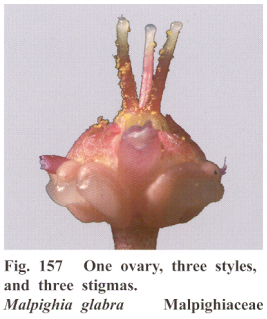 Fig. 157 One ovary, three styles,
and three stigmas.
Malpighia glabra Malpighiaceae